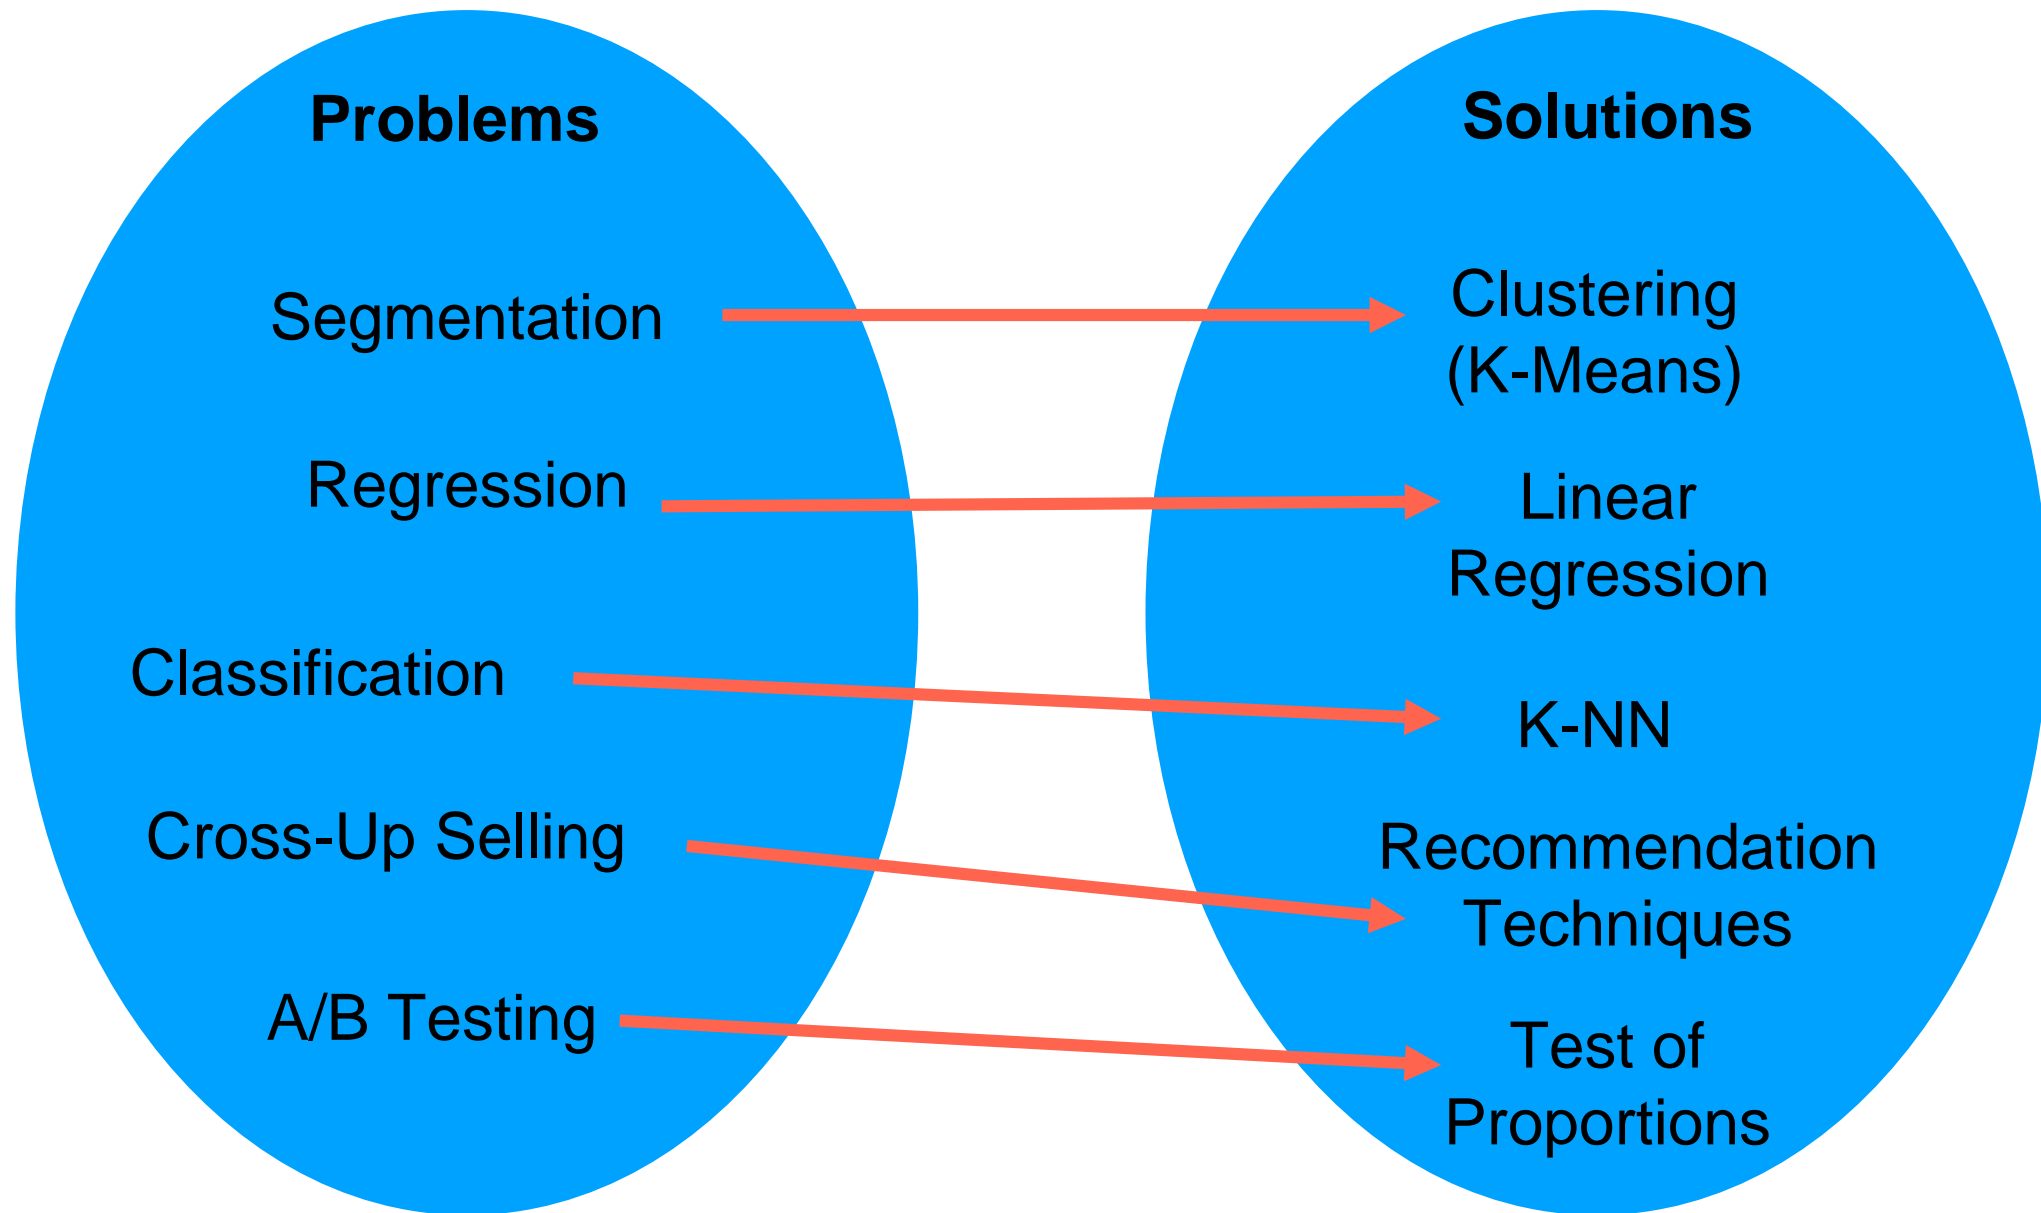 Problems
Segmentation
Regression
Classification
Cross-Up Selling
A/B Testing
Solutions
Clustering
(K-Means)
Linear
Regression
K-NN
Recommendation
Techniques
Test of
Proportions